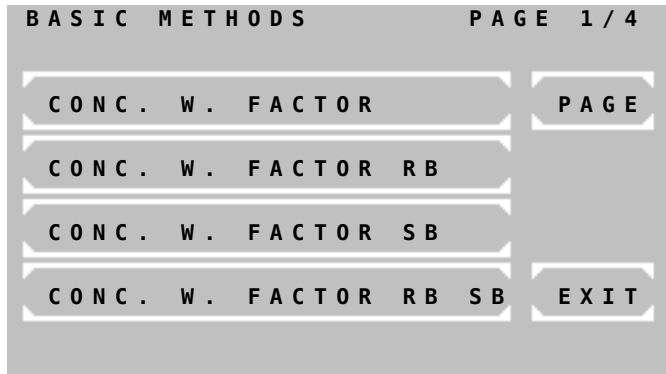 BASIC METHODS PAGE 1/4
CONC. W. FACTOR PAGE
CONC. W. FACTOR RB
CONC. W. FACTOR SB
CONC. W. FACTOR RB SB EXIT